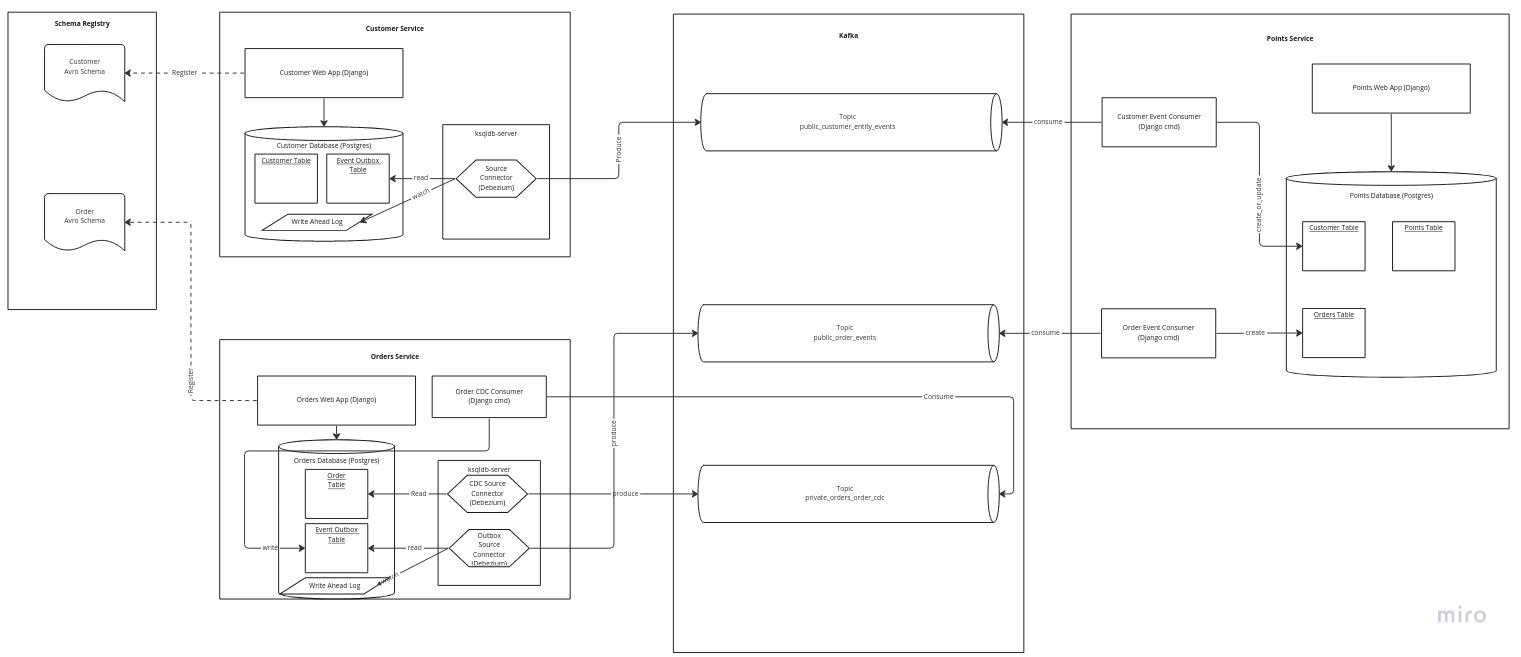 Schema Registry
Customer
Avro Schema
Register
Order
Avro Schema
Register
Customer Service
Customer Web App (Django)
Customer Database (Postgres)
Customer Table
Event Outbox
Table
Write Ahead Log
ksqldb-server
Source
Connector
(Debezium)
read
watch
Produce
Orders Service
Orders Web App (Django)
Order CDC Consumer
(Django cmd)
Orders Database (Postgres)
Order
Table
Event Outbox
Table
Write Ahead Log
write
ksqldb-server
CDC Source
Connector
(Debezium)
Outbox
Source
Connector
(Debezium)
Read
read
watch
produce
produce
Kafka
Topic
public_customer_entity_events
Topic
public_order_events
Consume
Topic
private_orders_order_cdc
consume
consume
Points Service
Points Web App (Django)
Customer Event Consumer
(Django cmd)
create_or_update
Points Database (Postgres)
Customer Table
Points Table
Order Event Consumer
(Django cmd)
create
Orders Table
miro